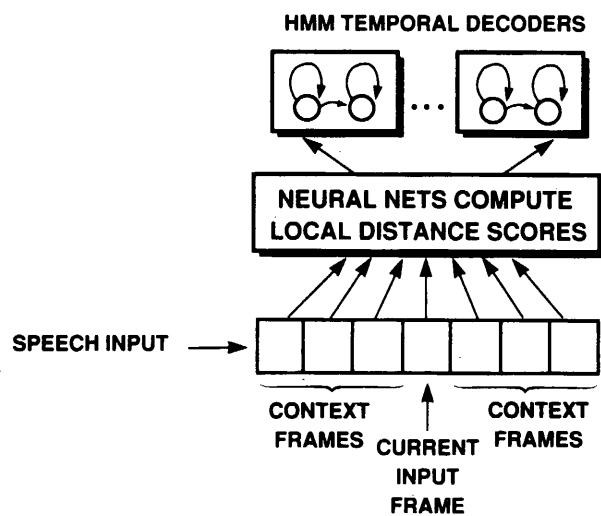 HMM TEMPORAL DECODERS
...
NEURAL NETS COMPUTE
LOCAL DISTANCE SCORES
SPEECH INPUT
CONTEXT
FRAMES
CURRENT
INPUT
FRAME
CONTEXT
FRAMES